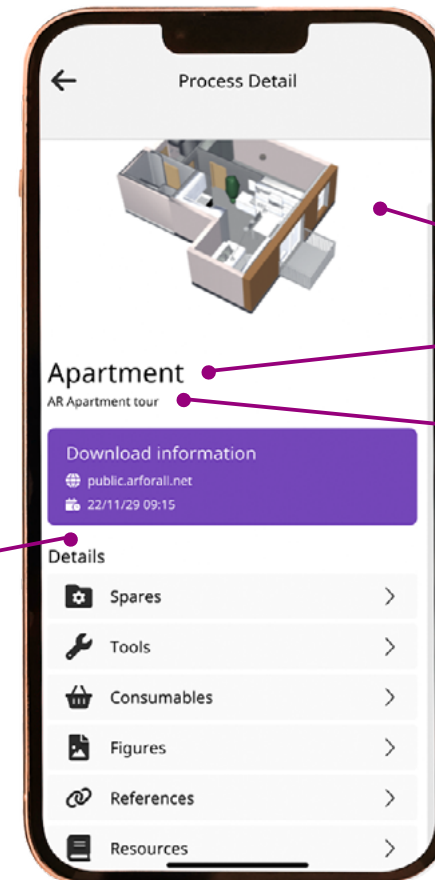 Process Detail
Apartment
AR Apartment tour
Download information
public.arforall.net
22/11/29 09:15
Details
Spares
Tools
Consumables
Figures
References
Resources